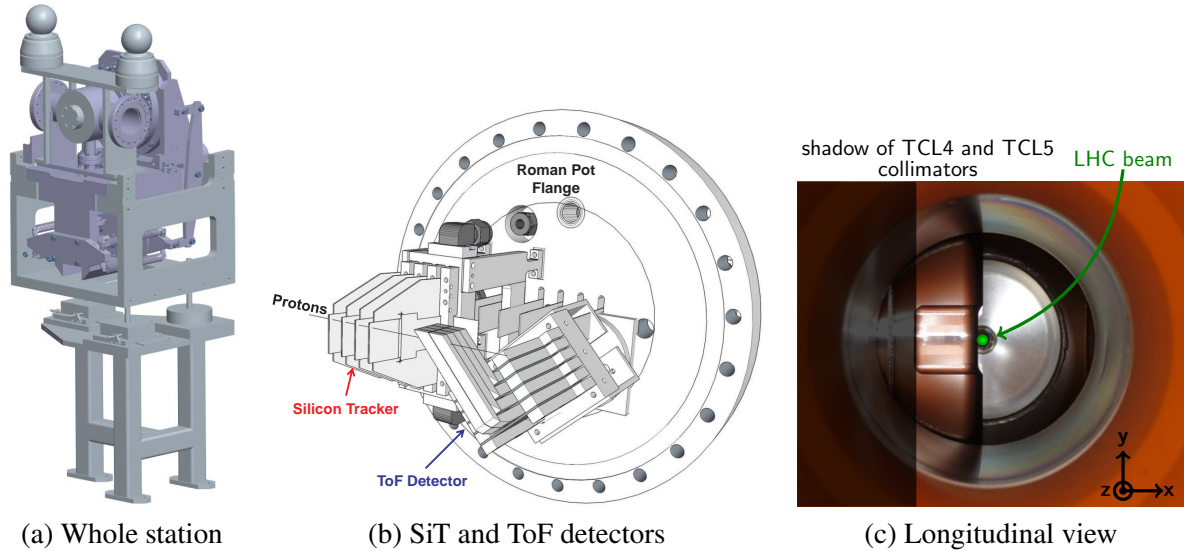 Roman Pot
Flange
Protons
Silicon Tracker
ToF Detector
shadow of TCL4 and TCL5
collimators
LHC beam
y
z
x
(a) Whole station
(b) SiT and ToF detectors
(c) Longitudinal view